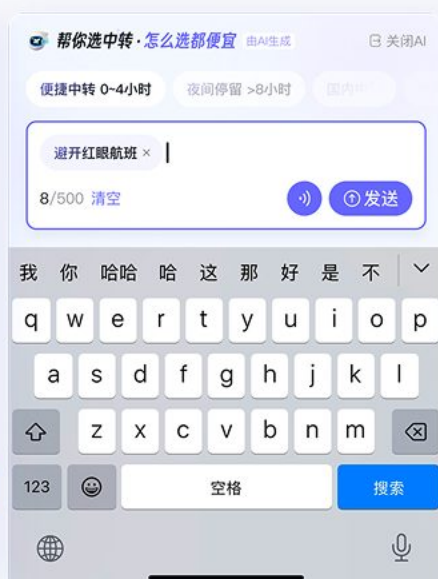 帮你选中转·怎么选都便宜 由AI生成 关闭AI
便捷中转 0~4小时 夜间停留 >8小时 国内
避开红眼航班 ×
8/500 清空 发送
我 你 哈哈 哈 这 那 好 是 不
q w e r t y u i o p
a s d f g h j k l
z x c v b n m
123 空格 搜索